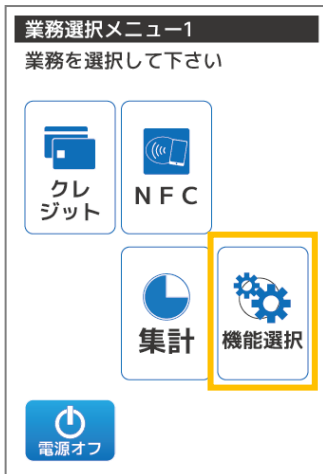 業務選択メニュー1
業務を選択して下さい
クレ
ジット
ＮＦＣ
集計
機能選択
電源オフ